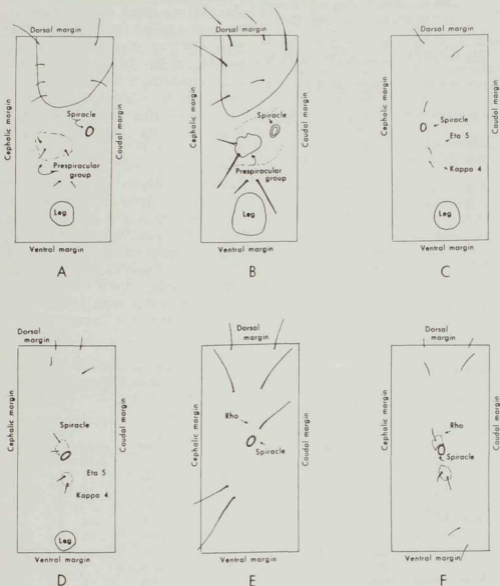 Dorsal margin
Cephalic margin
Spiracle
Caudal margin
Prespiracular
group
Leg
Ventral margin
A
Dorsal margin
Cephalic margin
Spiracle
Caudal margin
Prespiracular
group
Leg
Ventral margin
B
Dorsal margin
Cephalic margin
Spiracle
Eta 5
Kappa 4
Caudal margin
Leg
Ventral margin
C
Dorsal
margin
Cephalic margin
Spiracle
Eta 5
Kappa 4
Caudal margin
Leg
Ventral margin
D
Dorsal
margin
Cephalic margin
Rho
Spiracle
Caudal margin
Ventral margin
E
Dorsal
margin
Cephalic margin
Rho
Spiracle
Caudal margin
Ventral margin
F